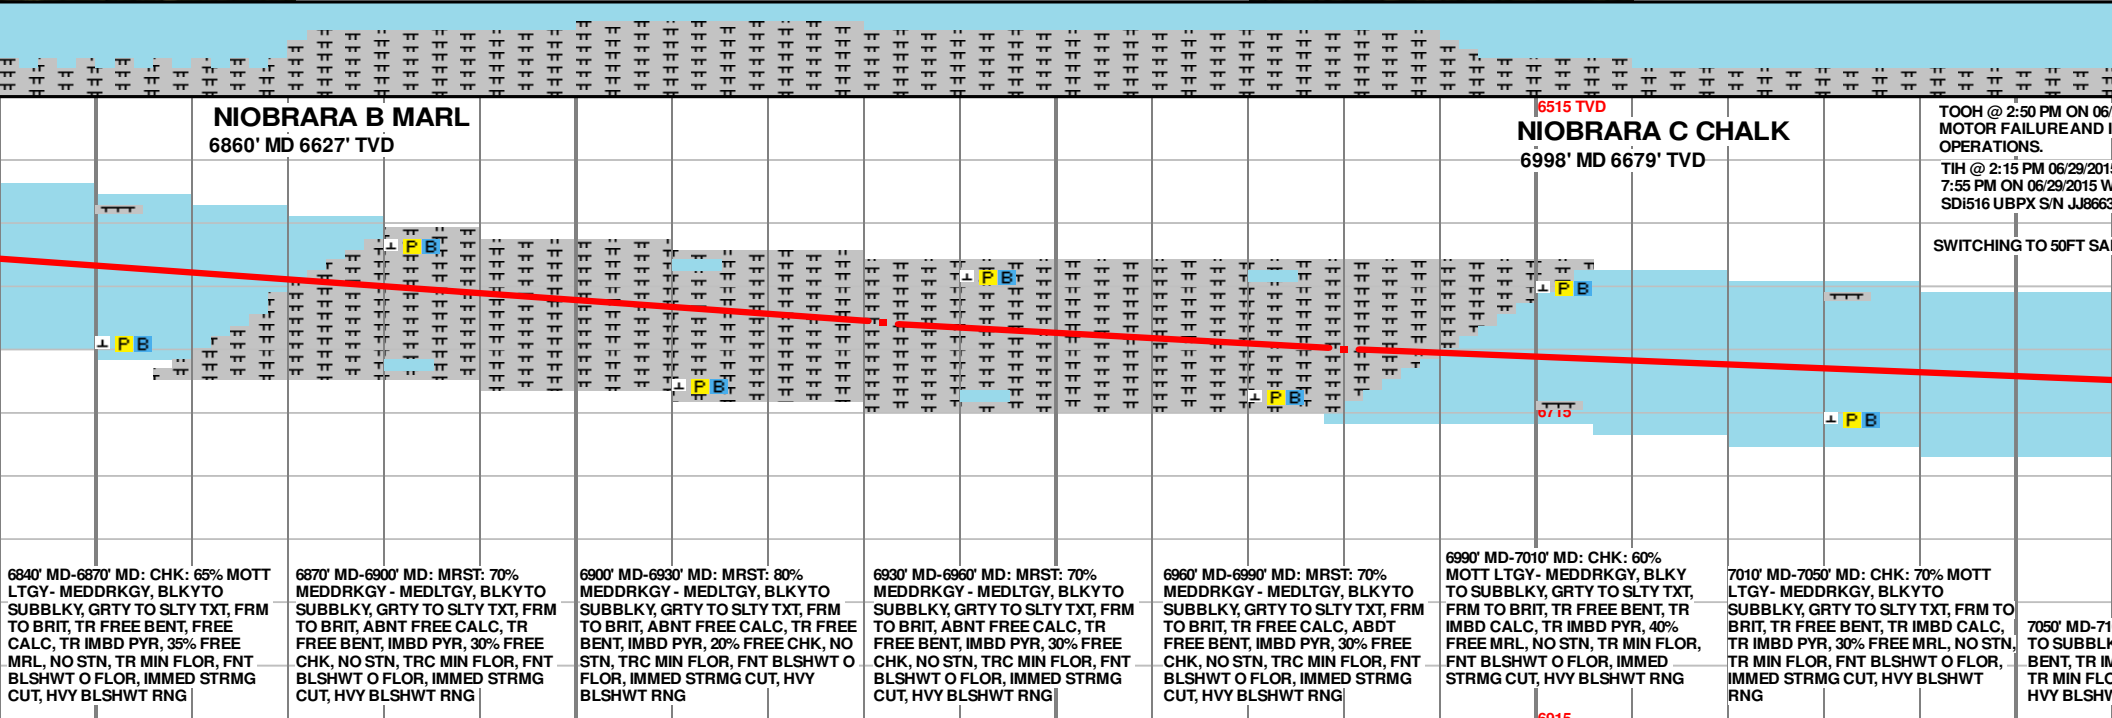 NIOBRARA B MARL
6860' MD 6627' TVD
6515 TVD
NIOBRARA C CHALK
6998' MD 6679' TVD
TOOH @ 2:50 PM ON 06/
MOTOR FAILURE AND
OPERATIONS.
TIH @ 2:15 PM 06/29/201
7:55 PM ON 06/29/2015 W
SDi516 UBPX S/N JJ8663
SWITCHING TO 50FT SA
P B
P B
P B
P B
P B
P B
P B
6715
6840' MD-6870' MD: CHK: 65% MOTT
LTGY- MEDDRKGY, BLKY TO
SUBBLKY, GRTY TO SLTY TXT, FRM
TO BRIT, TR FREE BENT, FREE
CALC, TR IMBD PYR, 35% FREE
MRL, NO STN, TR MIN FLOR, FNT
BLSHWT O FLOR, IMMED STRMG
CUT, HVY BLSHWT RNG
6870' MD-6900' MD: MRST: 70%
MEDDRKGY - MEDLTGY, BLKY TO
SUBBLKY, GRTY TO SLTY TXT, FRM
TO BRIT, ABNT FREE CALC, TR
FREE BENT, IMBD PYR, 30% FREE
CHK, NO STN, TRC MIN FLOR, FNT
BLSHWT O FLOR, IMMED STRMG
CUT, HVY BLSHWT RNG
6900' MD-6930' MD: MRST: 80%
MEDDRKGY - MEDLTGY, BLKY TO
SUBBLKY, GRTY TO SLTY TXT, FRM
TO BRIT, ABNT FREE CALC, TR FREE
BENT, IMBD PYR, 20% FREE CHK, NO
STN, TRC MIN FLOR, FNT BLSHWT O
FLOR, IMMED STRMG CUT, HVY
BLSHWT RNG
6930' MD-6960' MD: MRST: 70%
MEDDRKGY - MEDLTGY, BLKY TO
SUBBLKY, GRTY TO SLTY TXT, FRM
TO BRIT, ABNT FREE CALC, TR
FREE BENT, IMBD PYR, 30% FREE
CHK, NO STN, TRC MIN FLOR, FNT
BLSHWT O FLOR, IMMED STRMG
CUT, HVY BLSHWT RNG
6960' MD-6990' MD: MRST: 70%
MEDDRKGY - MEDLTGY, BLKY TO
SUBBLKY, GRTY TO SLTY TXT, FRM
TO BRIT, TR FREE CALC, ABDT
FREE BENT, IMBD PYR, 30% FREE
CHK, NO STN, TRC MIN FLOR, FNT
BLSHWT O FLOR, IMMED STRMG
CUT, HVY BLSHWT RNG
6990' MD-7010' MD: CHK: 60%
MOTT LTGY- MEDDRKGY, BLKY
TO SUBBLKY, GRTY TO SLTY TXT,
FRM TO BRIT, TR FREE BENT, TR
IMBD CALC, TR IMBD PYR, 40%
FREE MRL, NO STN, TR MIN FLOR,
FNT BLSHWT O FLOR, IMMED
STRMG CUT, HVY BLSHWT RNG
7010' MD-7050' MD: CHK: 70% MOTT
LTGY- MEDDRKGY, BLKY TO
SUBBLKY, GRTY TO SLTY TXT, FRM TO
BRIT, TR FREE BENT, TR IMBD CALC,
TR IMBD PYR, 30% FREE MRL, NO STN,
TR MIN FLOR, FNT BLSHWT O FLOR,
IMMED STRMG CUT, HVY BLSHWT
RNG
7050' MD-71
TO SUBBLK
BENT, TR IM
TR MIN FLO
HVY BLSHW
6915